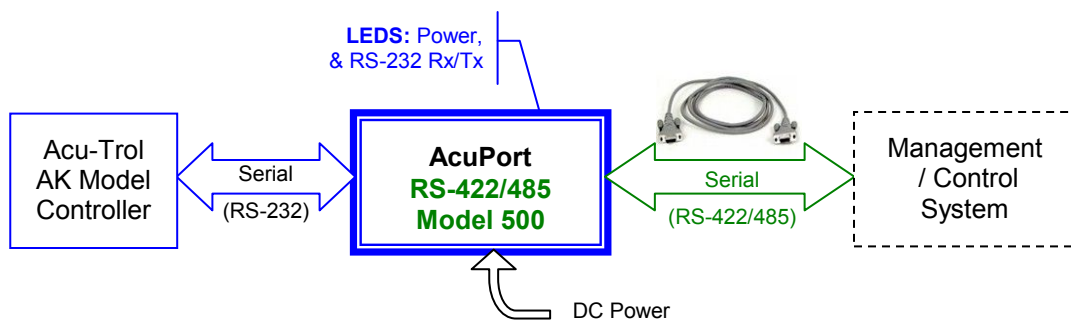 LEDS: Power,
& RS-232 Rx/Tx
Acu-Trol
AK Model
Controller
Serial
(RS-232)
AcuPort
RS-422/485
Model 500
Serial
(RS-422/485)
Management
/ Control
System
DC Power